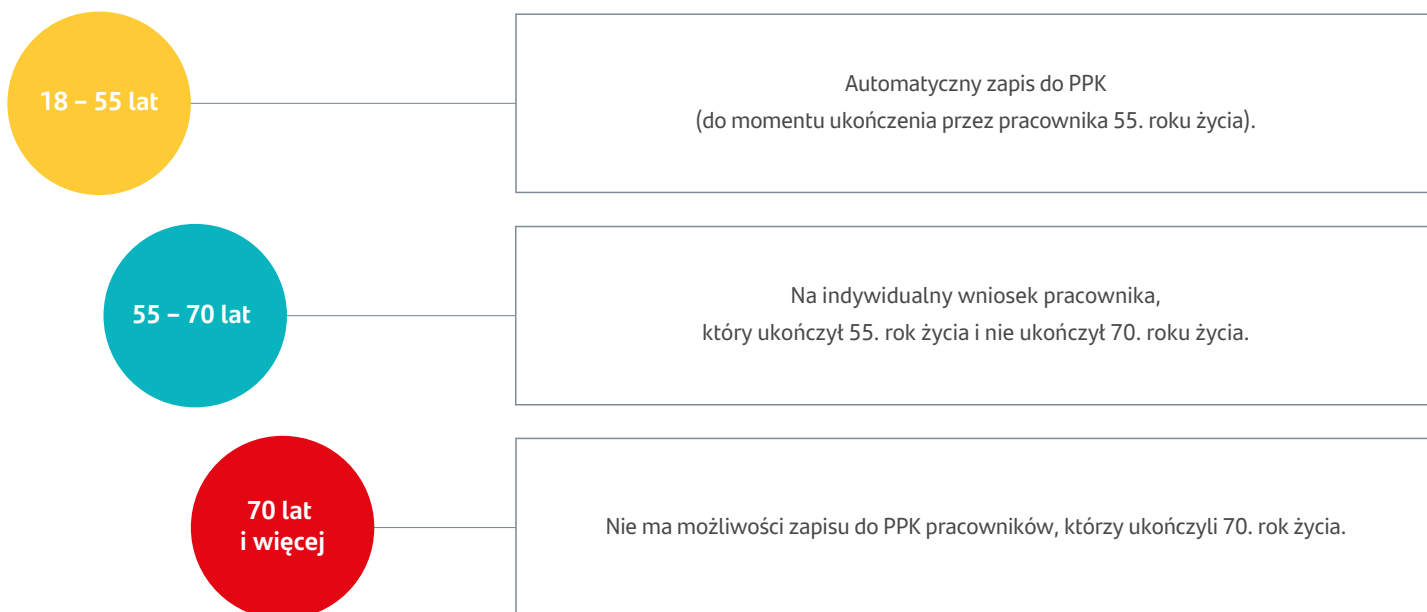 18 – 55 lat
Automatyczny zapis do PPK
(do momentu ukończenia przez pracownika 55. roku życia).
55 – 70 lat
Na indywidualny wniosek pracownika,
który ukończył 55. rok życia i nie ukończył 70. roku życia.
70 lat
i więcej
Nie ma możliwości zapisu do PPK pracowników, którzy ukończyli 70. rok życia.